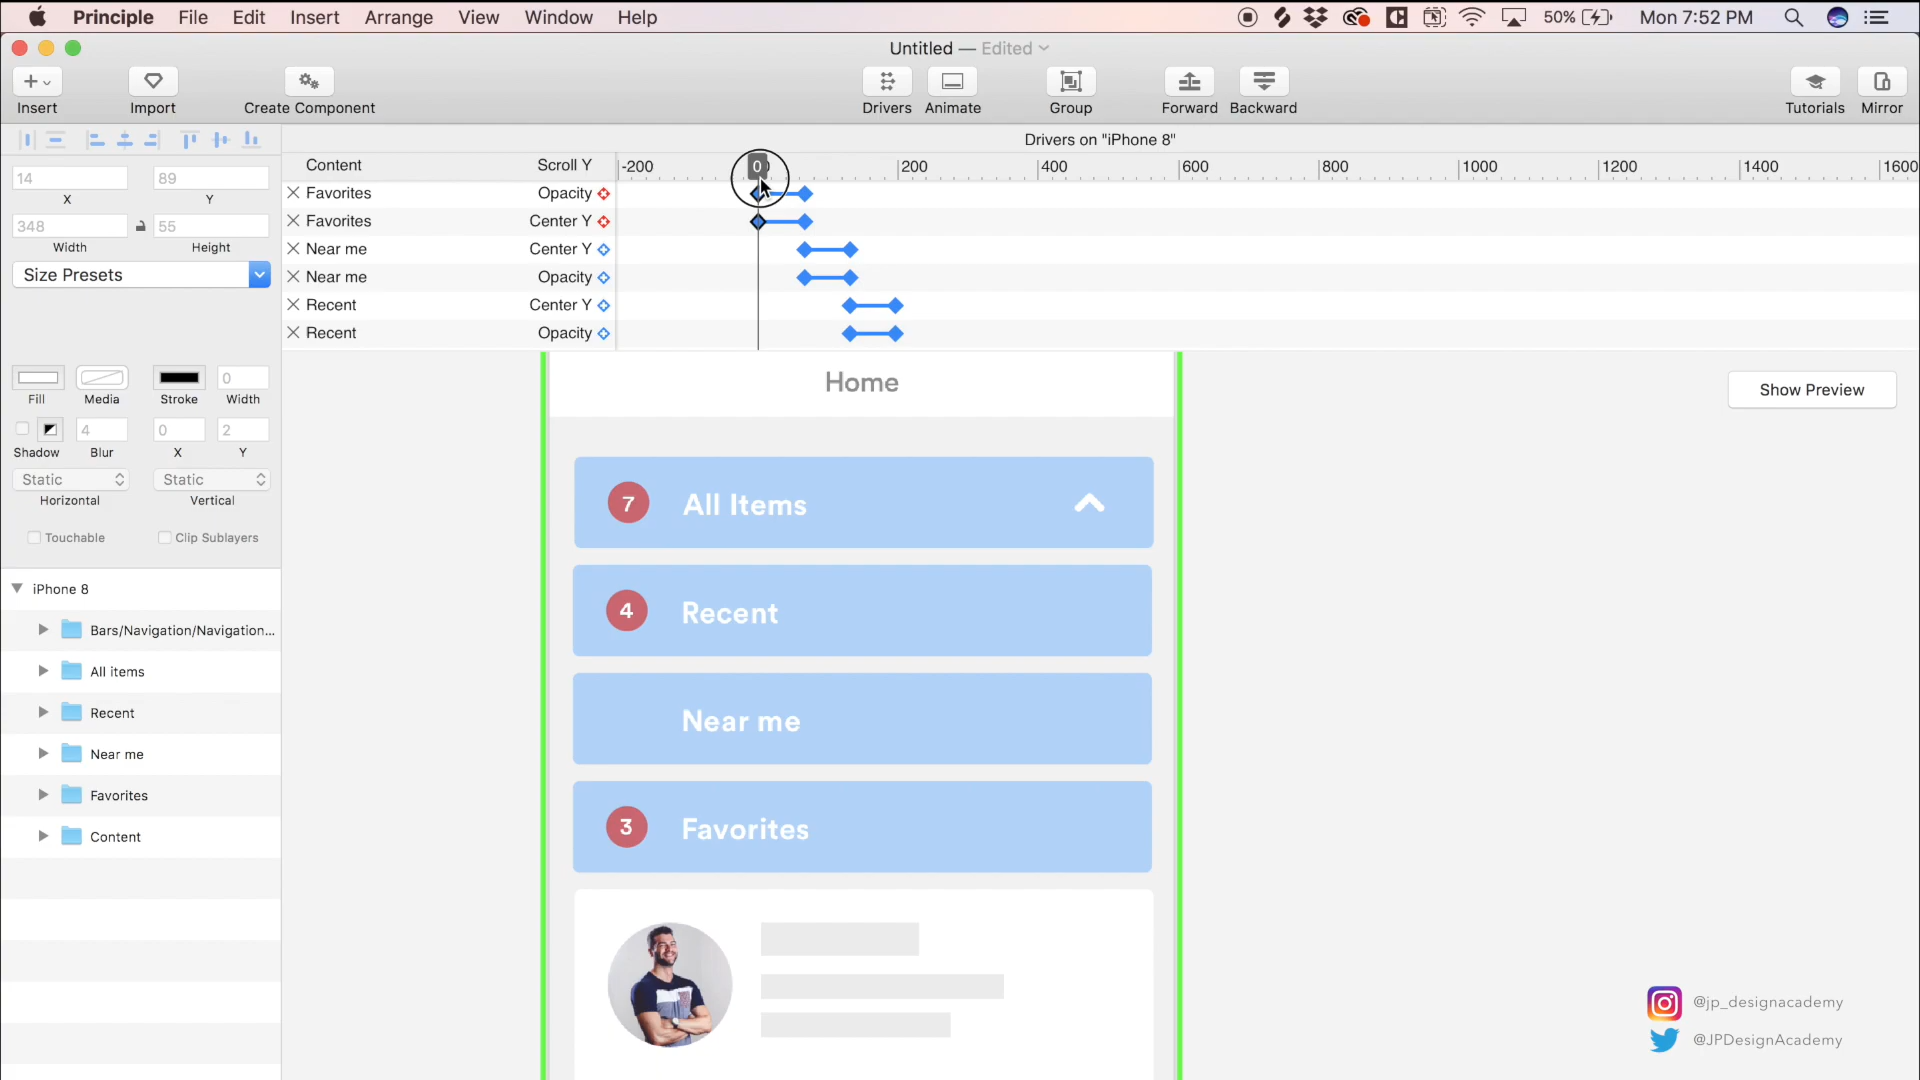 Principle File Edit Insert Arrange View Window Help 50% Mon 7:52 PM
Untitled — Edited
Insert Import Create Component Drivers Animate Group Forward Backward Tutorials Mirror
Drivers on "iPhone 8"
Content Scroll Y -200 0 200 400 600 800 1000 1200 1400 1600
Favorites Opacity
Favorites Center Y
Near me Center Y
Near me Opacity
Recent Center Y
Recent Opacity
14 89
X Y
348 55
Width Height
Size Presets
0
Fill Media Stroke Width
4 0 2
Shadow Blur X Y
Static Static
Horizontal Vertical
Touchable Clip Sublayers
iPhone 8
Bars/Navigation/Navigation...
All items
Recent
Near me
Favorites
Content
Home
Show Preview
7 All Items
4 Recent
Near me
3 Favorites
@jp_designacademy
@JPDesignAcademy